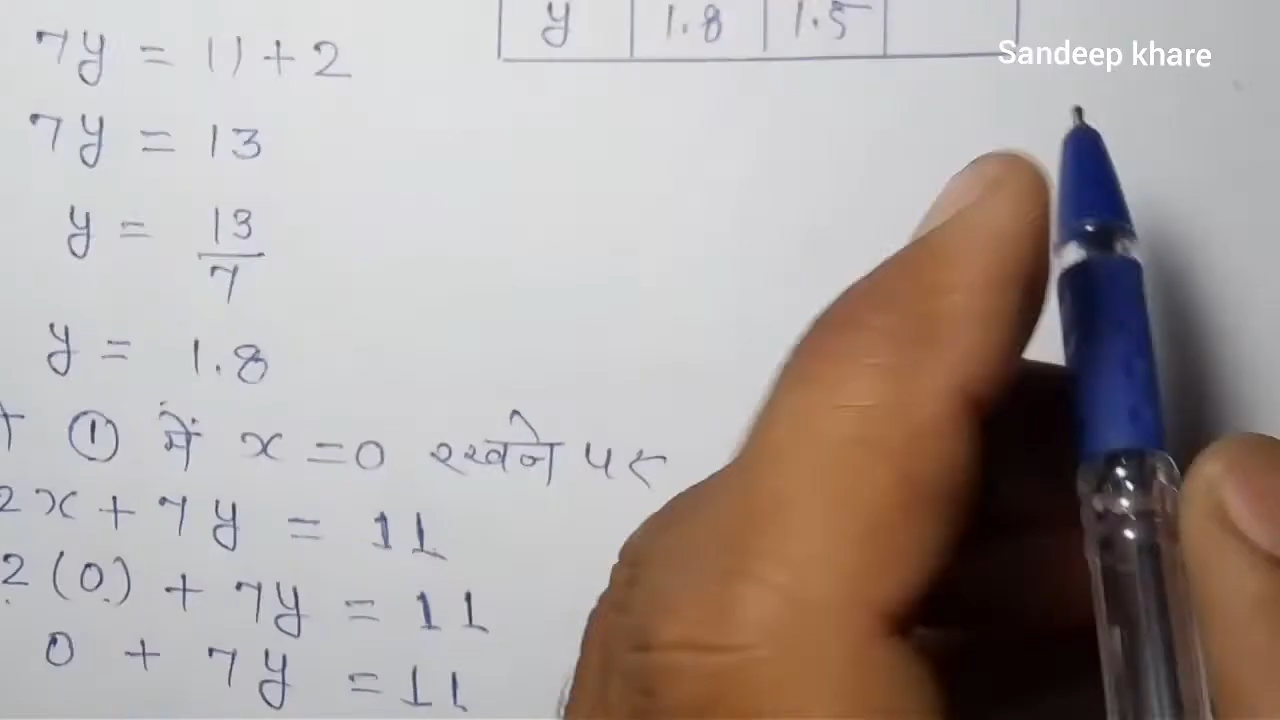 y 1.8 1.5
Sandeep khare
7y = 11 + 2
7y = 13
y = 13/7
y = 1.8
① में x = 0 रखने पर
2x + 7y = 11
2(0) + 7y = 11
0 + 7y = 11